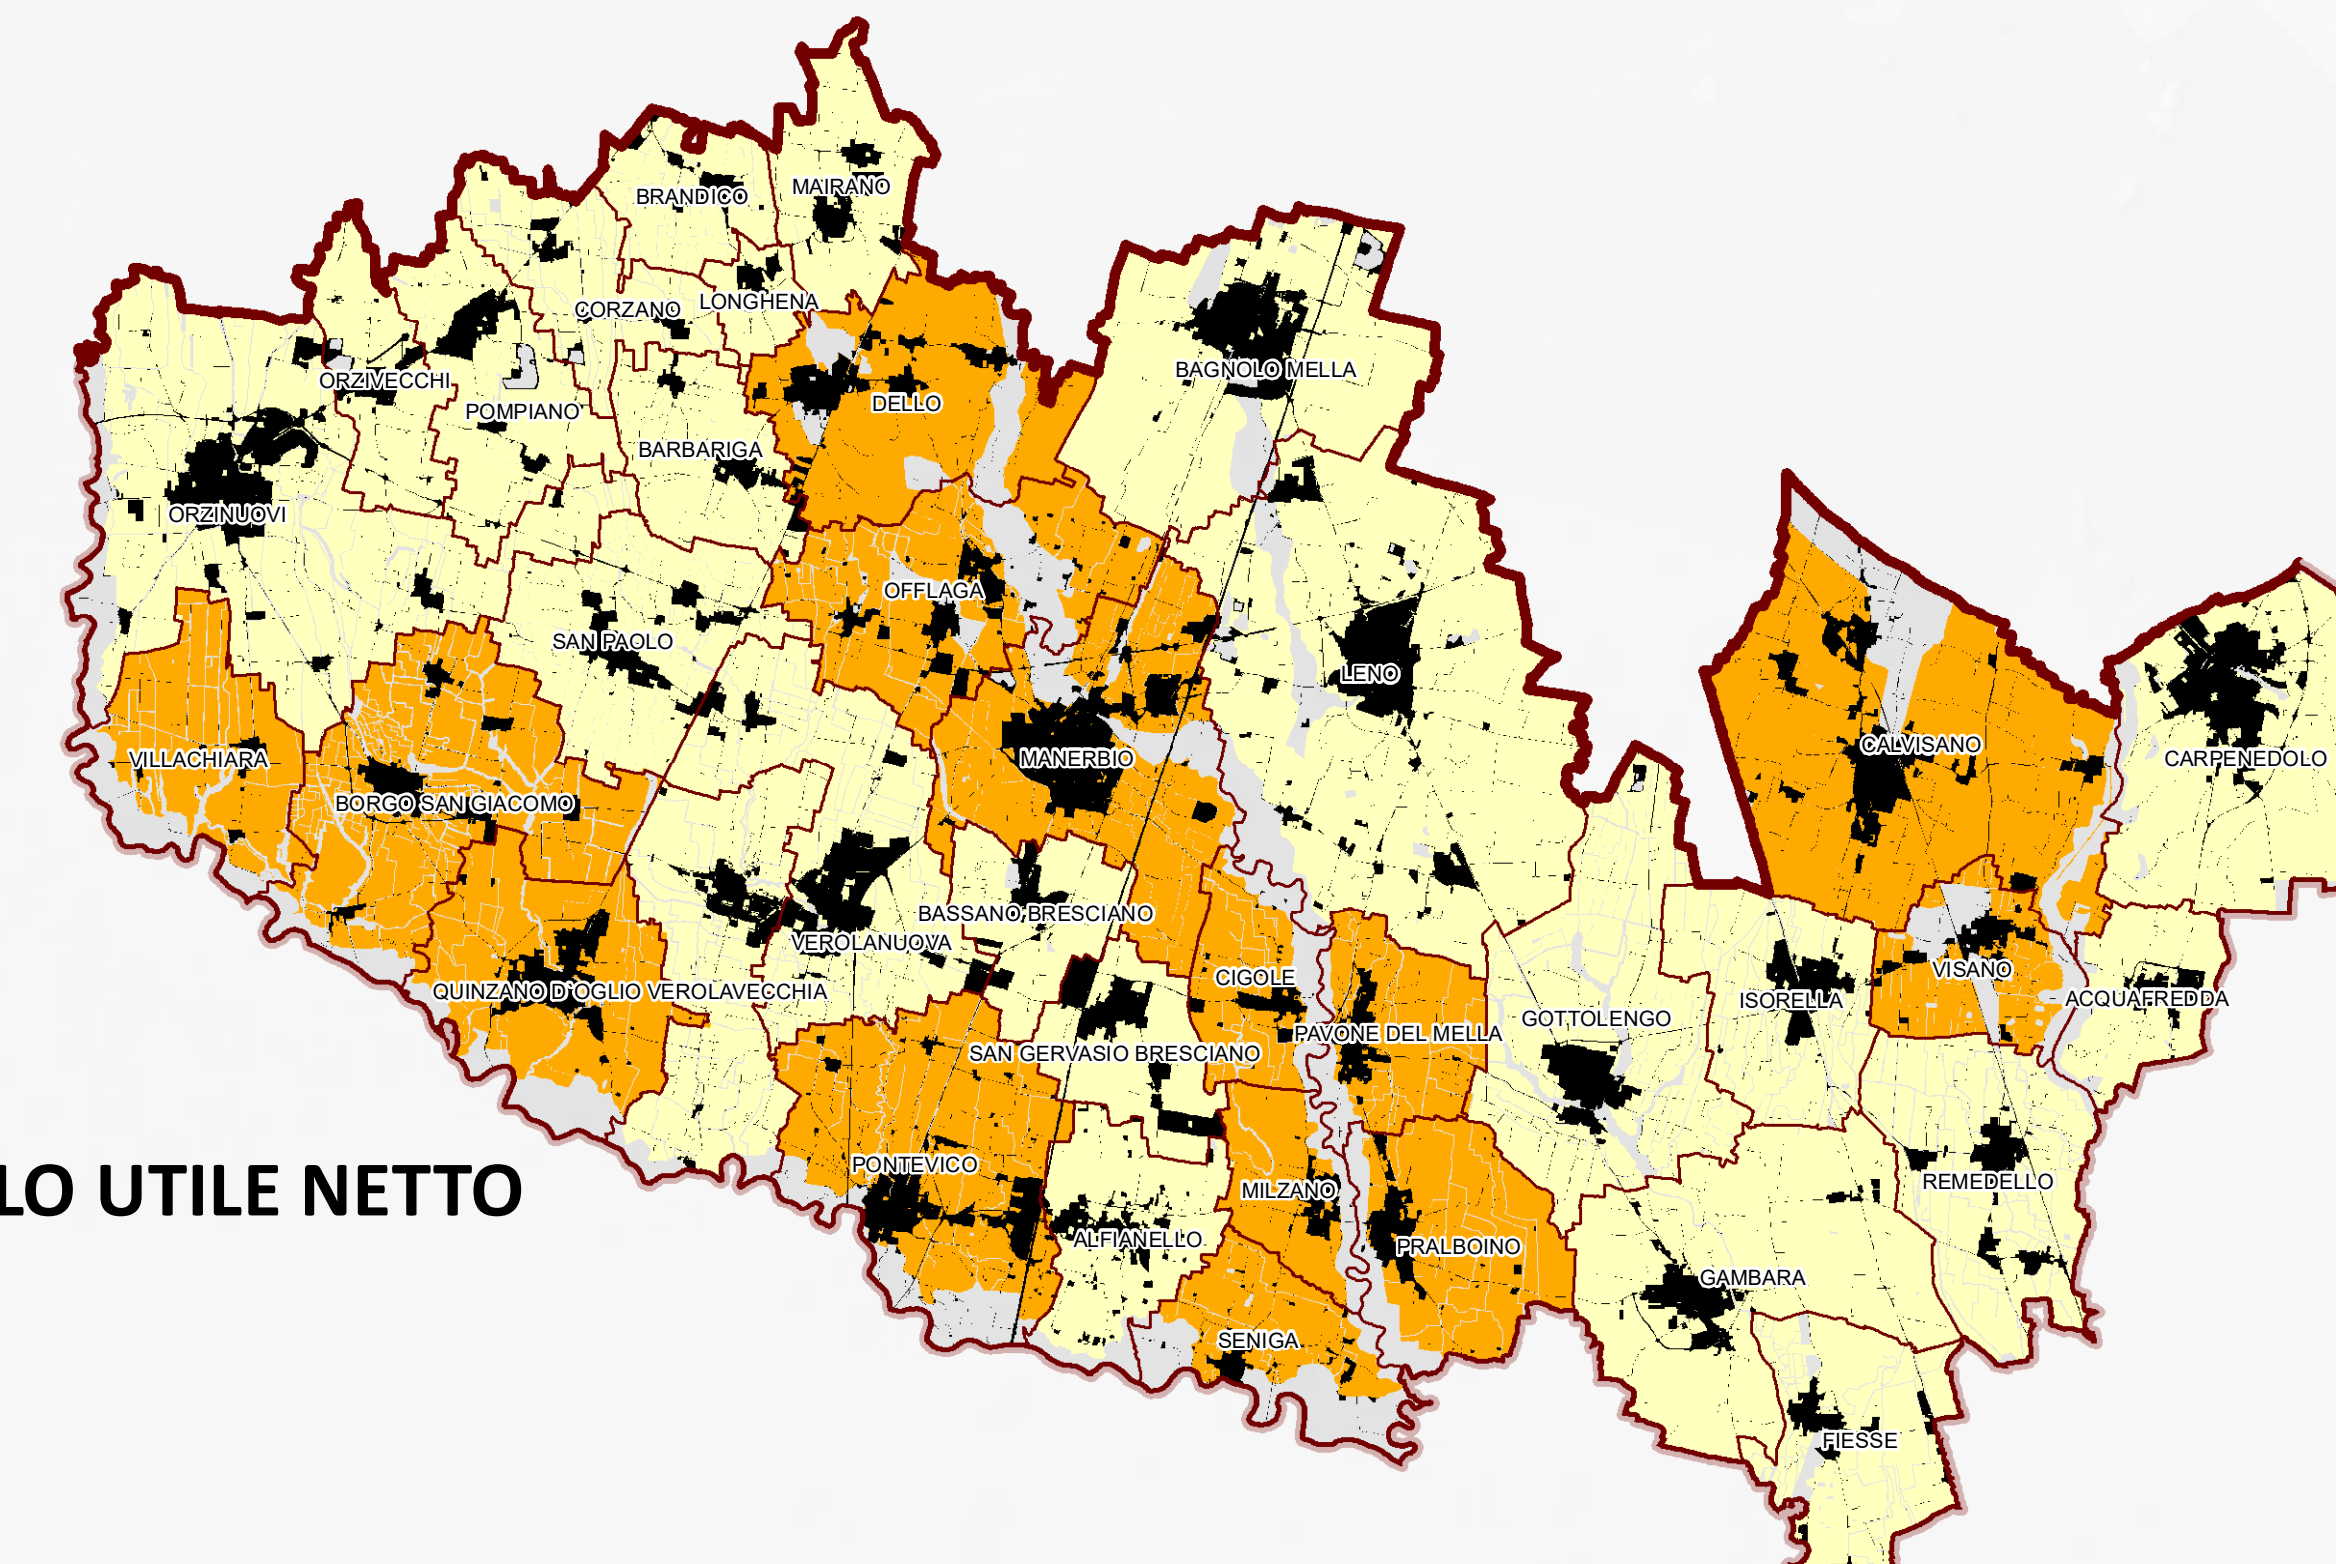 BRANDICO
MAIRANO
CORZANO
LONGHENA
ORZIVECCHI
POMPIANO
DELLO
BAGNOLO MELLA
BARBARIGA
ORZINUOVI
OFFLAGA
SAN PAOLO
LENO
VILLACHIARA
MANERBIO
CALVISANO
CARPENEDOLO
BORGO SAN GIACOMO
BASSANO BRESCIANO
VEROLANUOVA
CIGOLE
VISANO
QUINZANO D'OGLIO
VEROLAVECCHIA
ISORELLA
ACQUAFREDDA
GOTTOLENGO
PAVONE DEL MELLA
SAN GERVASIO BRESCIANO
PONTEVICO
MILZANO
REMEDELLO
LO UTILE NETTO
ALFIANELLO
PRALBOINO
GAMBARA
SENIGA
FIESSE